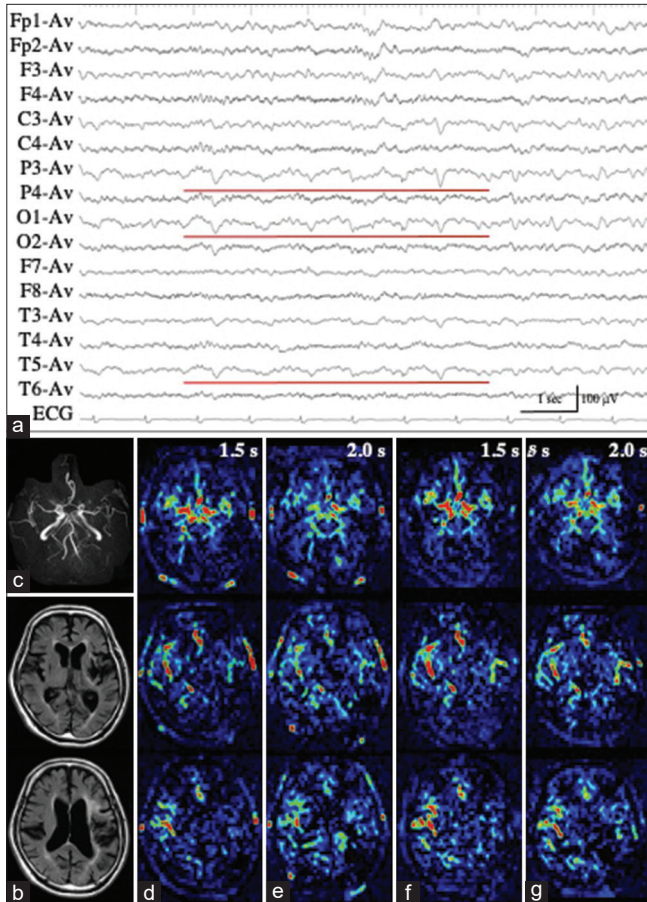 Fp1-Av
Fp2-Av
F3-Av
F4-Av
C3-Av
C4-Av
P3-Av
P4-Av
O1-Av
O2-Av
F7-Av
F8-Av
T3-Av
T4-Av
T5-Av
T6-Av
1 sec 100 μV
ECG
a
1.5 s 2.0 s 1.5 s s 2.0 s
c
b d e f g